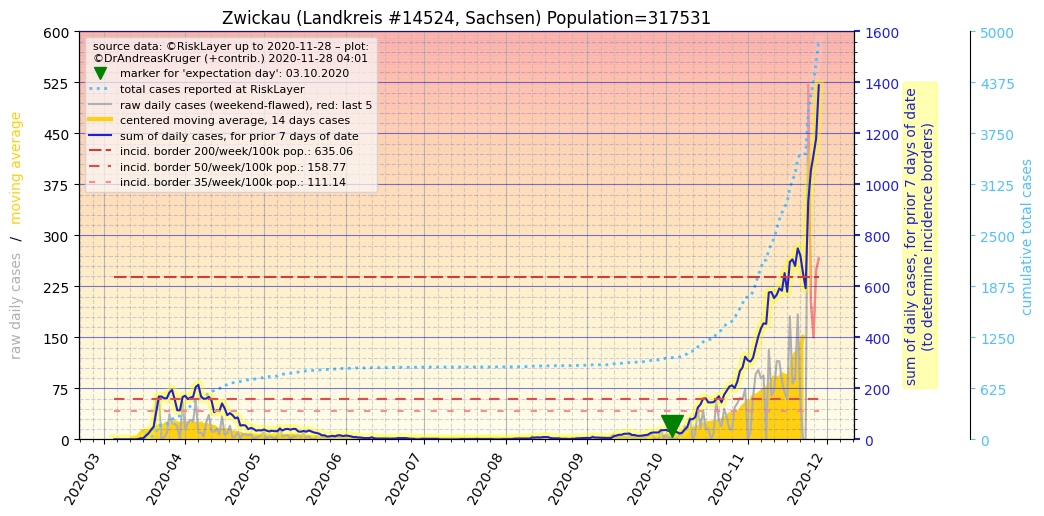 Zwickau (Landkreis #14524, Sachsen) Population=317531
source data: ©RiskLayer up to 2020-11-28 – plot:
©DrAndreasKruger (+contrib.) 2020-11-28 04:01
marker for 'expectation day': 03.10.2020
total cases reported at RiskLayer
raw daily cases (weekend-flawed), red: last 5
centered moving average, 14 days cases
sum of daily cases, for prior 7 days of date
incid. border 200/week/100k pop.: 635.06
incid. border 50/week/100k pop.: 158.77
incid. border 35/week/100k pop.: 111.14
raw daily cases / moving average
600
525
450
375
300
225
150
75
0
2020-03
2020-04
2020-05
2020-06
2020-07
2020-08
2020-09
2020-10
2020-11
2020-12
1600
1400
1200
1000
800
600
400
200
0
sum of daily cases, for prior 7 days of date
(to determine incidence borders)
5000
4375
3750
3125
2500
1875
1250
625
0
cumulative total cases